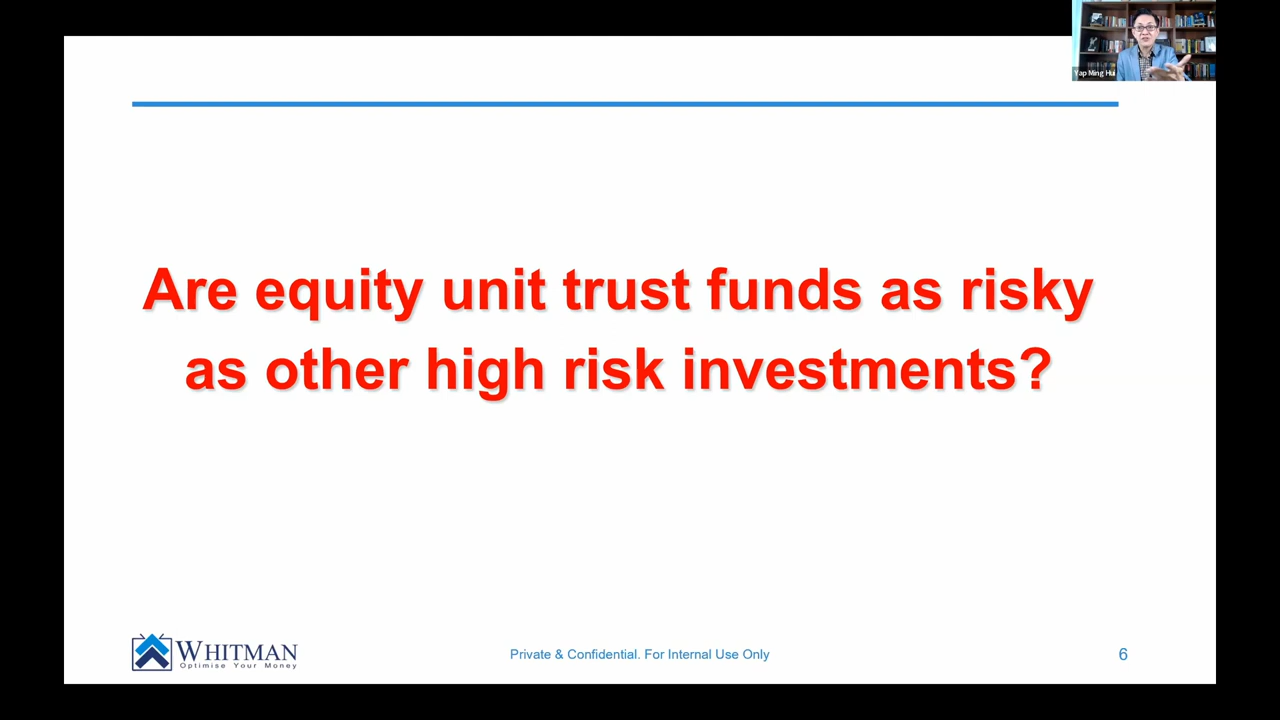 Yap Ming Hui
Are equity unit trust funds as risky
as other high risk investments?
WHITMAN
Optimise Your Money
Private & Confidential. For Internal Use Only
6